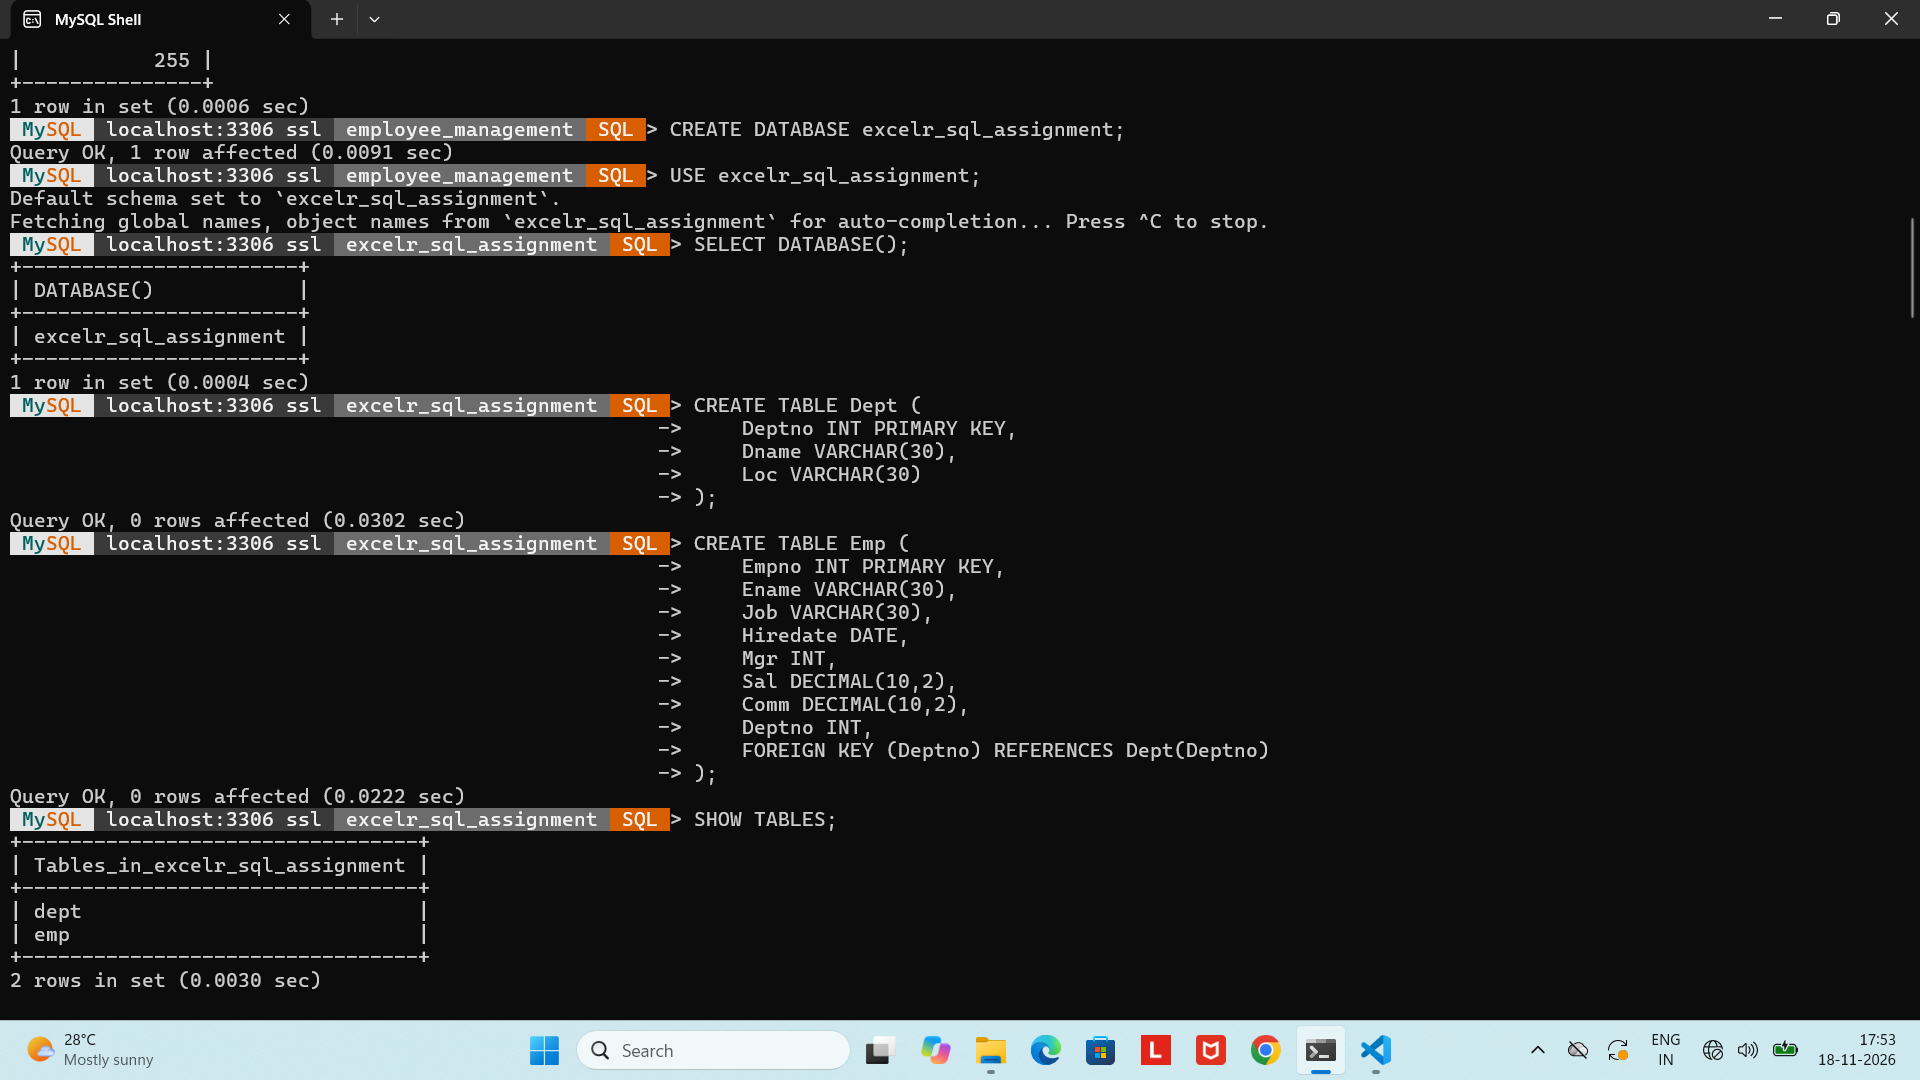 MySQL Shell
|           255 |
+---------------+
1 row in set (0.0006 sec)
MySQL localhost:3306 ssl employee_management SQL > CREATE DATABASE excelr_sql_assignment;
Query OK, 1 row affected (0.0091 sec)
MySQL localhost:3306 ssl employee_management SQL > USE excelr_sql_assignment;
Default schema set to `excelr_sql_assignment`.
Fetching global names, object names from `excelr_sql_assignment` for auto-completion... Press ^C to stop.
MySQL localhost:3306 ssl excelr_sql_assignment SQL > SELECT DATABASE();
+-----------------------+
| DATABASE()            |
+-----------------------+
| excelr_sql_assignment |
+-----------------------+
1 row in set (0.0004 sec)
MySQL localhost:3306 ssl excelr_sql_assignment SQL > CREATE TABLE Dept (
->     Deptno INT PRIMARY KEY,
->     Dname VARCHAR(30),
->     Loc VARCHAR(30)
-> );
Query OK, 0 rows affected (0.0302 sec)
MySQL localhost:3306 ssl excelr_sql_assignment SQL > CREATE TABLE Emp (
->     Empno INT PRIMARY KEY,
->     Ename VARCHAR(30),
->     Job VARCHAR(30),
->     Hiredate DATE,
->     Mgr INT,
->     Sal DECIMAL(10,2),
->     Comm DECIMAL(10,2),
->     Deptno INT,
->     FOREIGN KEY (Deptno) REFERENCES Dept(Deptno)
-> );
Query OK, 0 rows affected (0.0222 sec)
MySQL localhost:3306 ssl excelr_sql_assignment SQL > SHOW TABLES;
+---------------------------------+
| Tables_in_excelr_sql_assignment |
+---------------------------------+
| dept                            |
| emp                             |
+---------------------------------+
2 rows in set (0.0030 sec)
28°C
Mostly sunny
Search
ENG
IN
17:53
18-11-2026